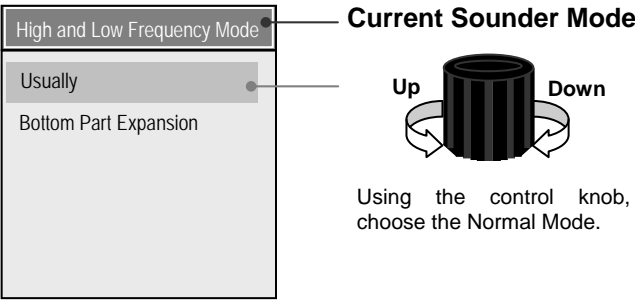 High and Low Frequency Mode
Usually
Bottom Part Expansion
Current Sounder Mode
Up
Down
Using the control knob,
choose the Normal Mode.